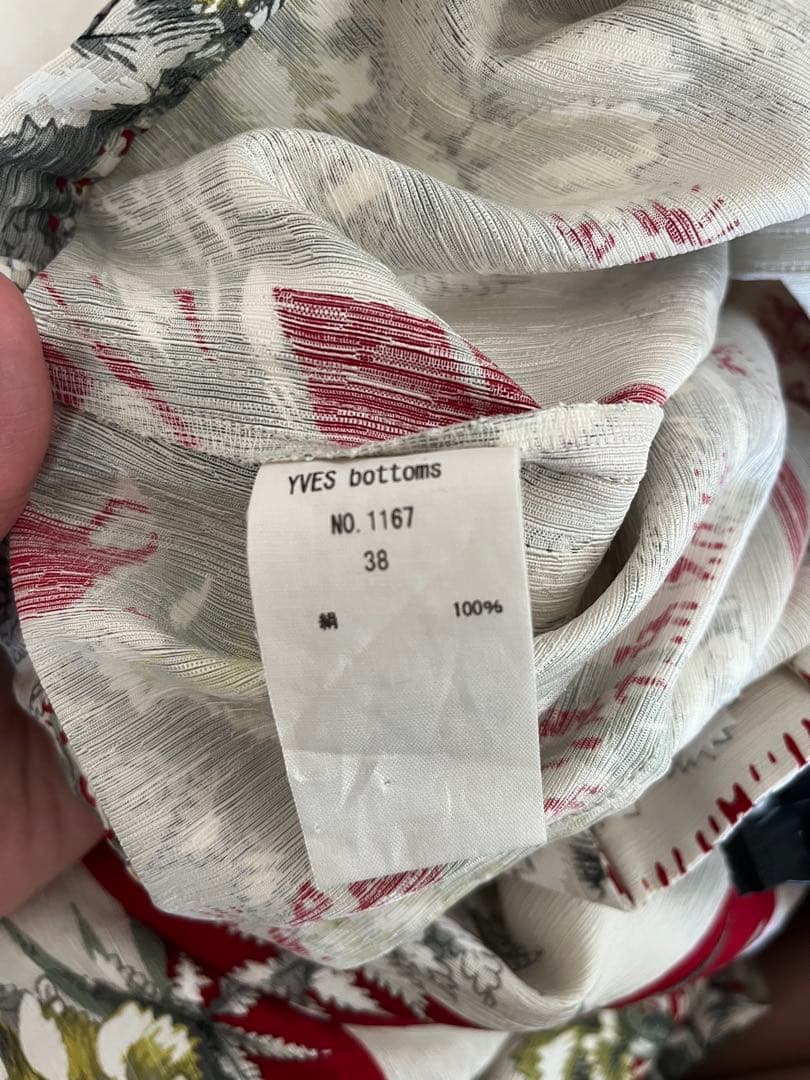 YVES bottoms
NO.1167
38
絹 100%